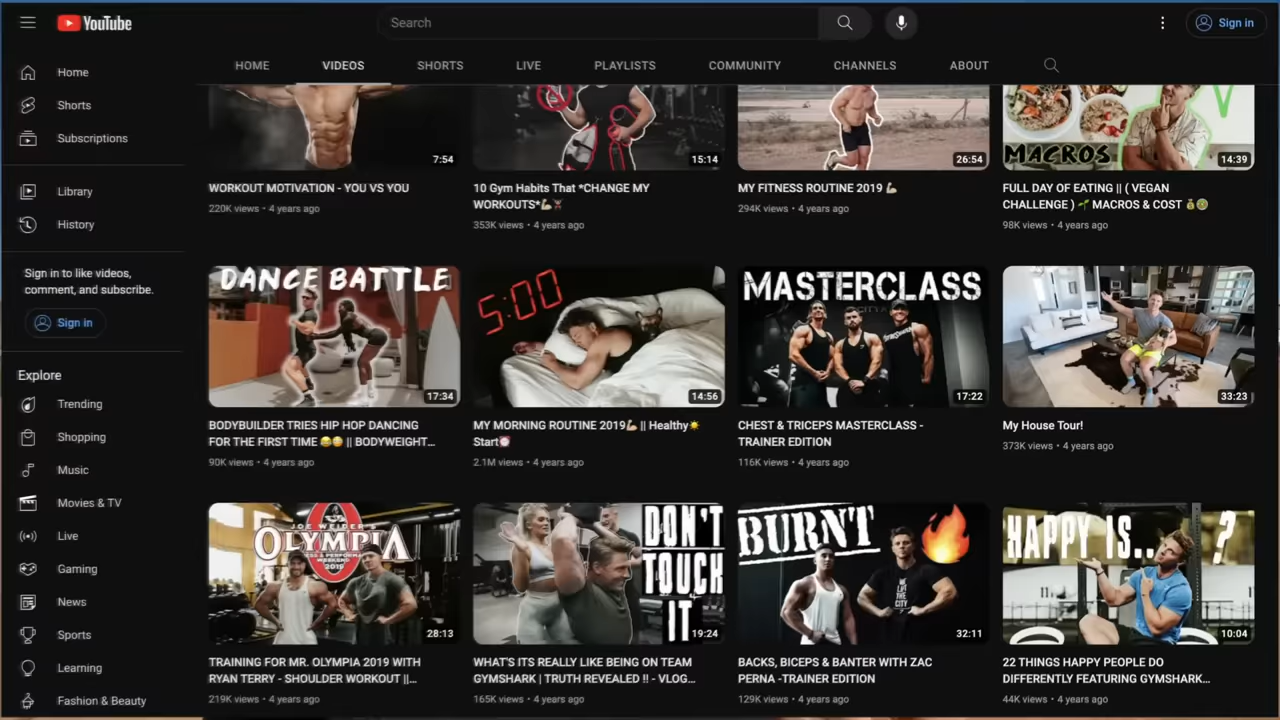 YouTube
Search
Sign in
HOME
VIDEOS
SHORTS
LIVE
PLAYLISTS
COMMUNITY
CHANNELS
ABOUT
Home
Shorts
Subscriptions
Library
History
Sign in to like videos,
comment, and subscribe.
Sign in
Explore
Trending
Shopping
Music
Movies & TV
Live
Gaming
News
Sports
Learning
Fashion & Beauty
7:54
WORKOUT MOTIVATION - YOU VS YOU
220K views • 4 years ago
15:14
10 Gym Habits That *CHANGE MY
WORKOUTS*💪🏋
353K views • 4 years ago
26:54
MY FITNESS ROUTINE 2019 💪
294K views • 4 years ago
MACROS
14:39
FULL DAY OF EATING || ( VEGAN
CHALLENGE ) 🌱 MACROS & COST 💰🤑
98K views • 4 years ago
DANCE BATTLE
17:34
BODYBUILDER TRIES HIP HOP DANCING
FOR THE FIRST TIME 😂😳 || BODYWEIGHT...
90K views • 4 years ago
5:00
14:56
MY MORNING ROUTINE 2019💪 || Healthy☀
Start⏰
2.1M views • 4 years ago
MASTERCLASS
17:22
CHEST & TRICEPS MASTERCLASS -
TRAINER EDITION
116K views • 4 years ago
33:23
My House Tour!
373K views • 4 years ago
JOE WEIDER'S
OLYMPIA
2019
28:13
TRAINING FOR MR. OLYMPIA 2019 WITH
RYAN TERRY - SHOULDER WORKOUT ||...
219K views • 4 years ago
DON'T
TOUCH
IT
19:24
WHAT'S ITS REALLY LIKE BEING ON TEAM
GYMSHARK | TRUTH REVEALED !! - VLOG...
165K views • 4 years ago
BURNT
32:11
BACKS, BICEPS & BANTER WITH ZAC
PERNA -TRAINER EDITION
129K views • 4 years ago
HAPPY IS.. ?
10:04
22 THINGS HAPPY PEOPLE DO
DIFFERENTLY FEATURING GYMSHARK...
44K views • 4 years ago